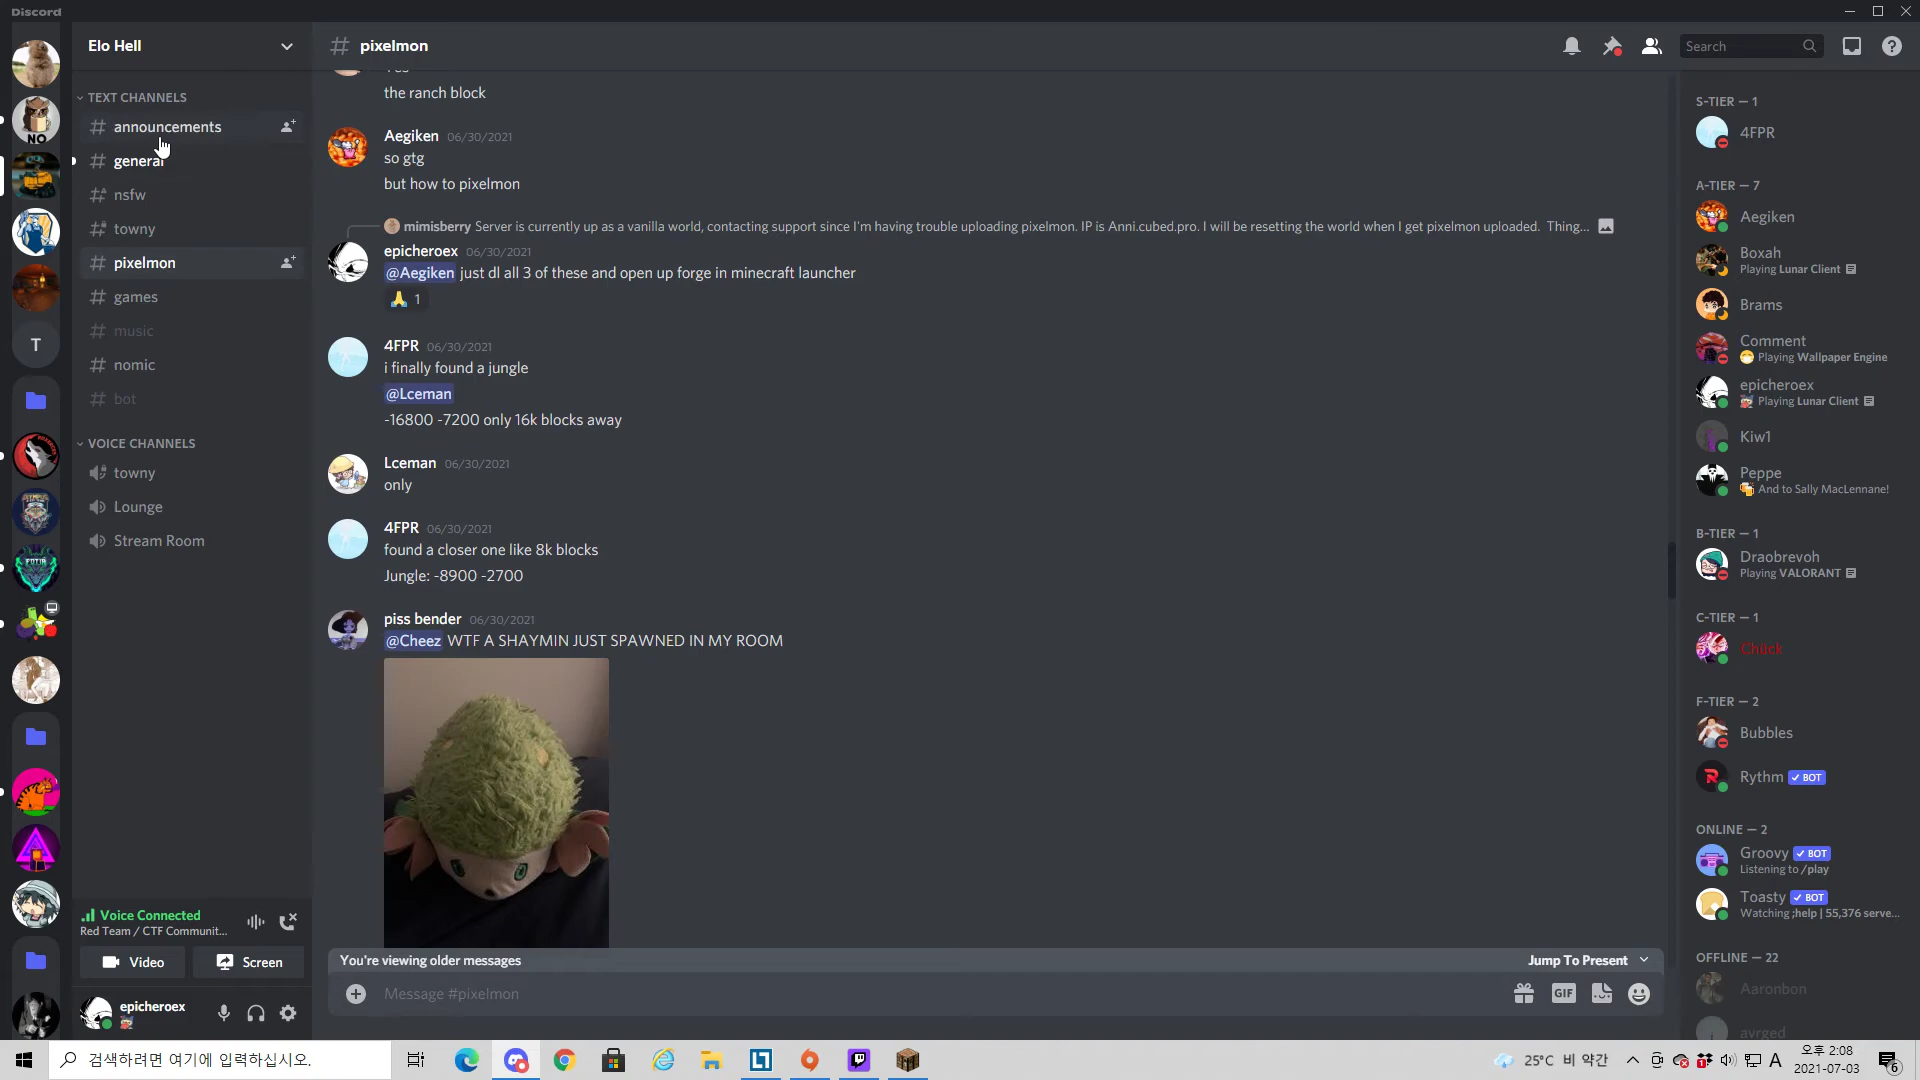 Discord
Elo Hell
TEXT CHANNELS
announcements
general
nsfw
towny
pixelmon
games
music
nomic
bot
VOICE CHANNELS
towny
Lounge
Stream Room
Voice Connected
Red Team / CTF Communit...
Video
Screen
epicheroex
NO
T
pixelmon
Search
the ranch block
Aegiken 06/30/2021
so gtg
but how to pixelmon
mimisberry Server is currently up as a vanilla world, contacting support since I'm having trouble uploading pixelmon. IP is Anni.cubed.pro. I will be resetting the world when I get pixelmon uploaded. Thing...
epicheroex 06/30/2021
@Aegiken just dl all 3 of these and open up forge in minecraft launcher
1
4FPR 06/30/2021
i finally found a jungle
@Lceman
-16800 -7200 only 16k blocks away
Lceman 06/30/2021
only
4FPR 06/30/2021
found a closer one like 8k blocks
Jungle: -8900 -2700
piss bender 06/30/2021
@Cheez WTF A SHAYMIN JUST SPAWNED IN MY ROOM
You're viewing older messages
Jump To Present
Message #pixelmon
GIF
S-TIER — 1
4FPR
A-TIER — 7
Aegiken
Boxah
Playing Lunar Client
Brams
Comment
Playing Wallpaper Engine
epicheroex
Playing Lunar Client
Kiw1
Peppe
And to Sally MacLennane!
B-TIER — 1
Draobrevoh
Playing VALORANT
C-TIER — 1
Chuck
F-TIER — 2
Bubbles
Rythm ✓ BOT
ONLINE — 2
Groovy ✓ BOT
Listening to /play
Toasty ✓ BOT
Watching ;help | 55,376 serve...
OFFLINE — 22
Aaronbon
avrged
검색하려면 여기에 입력하십시오.
25°C 비 약간
A
오후 2:08
2021-07-03
6